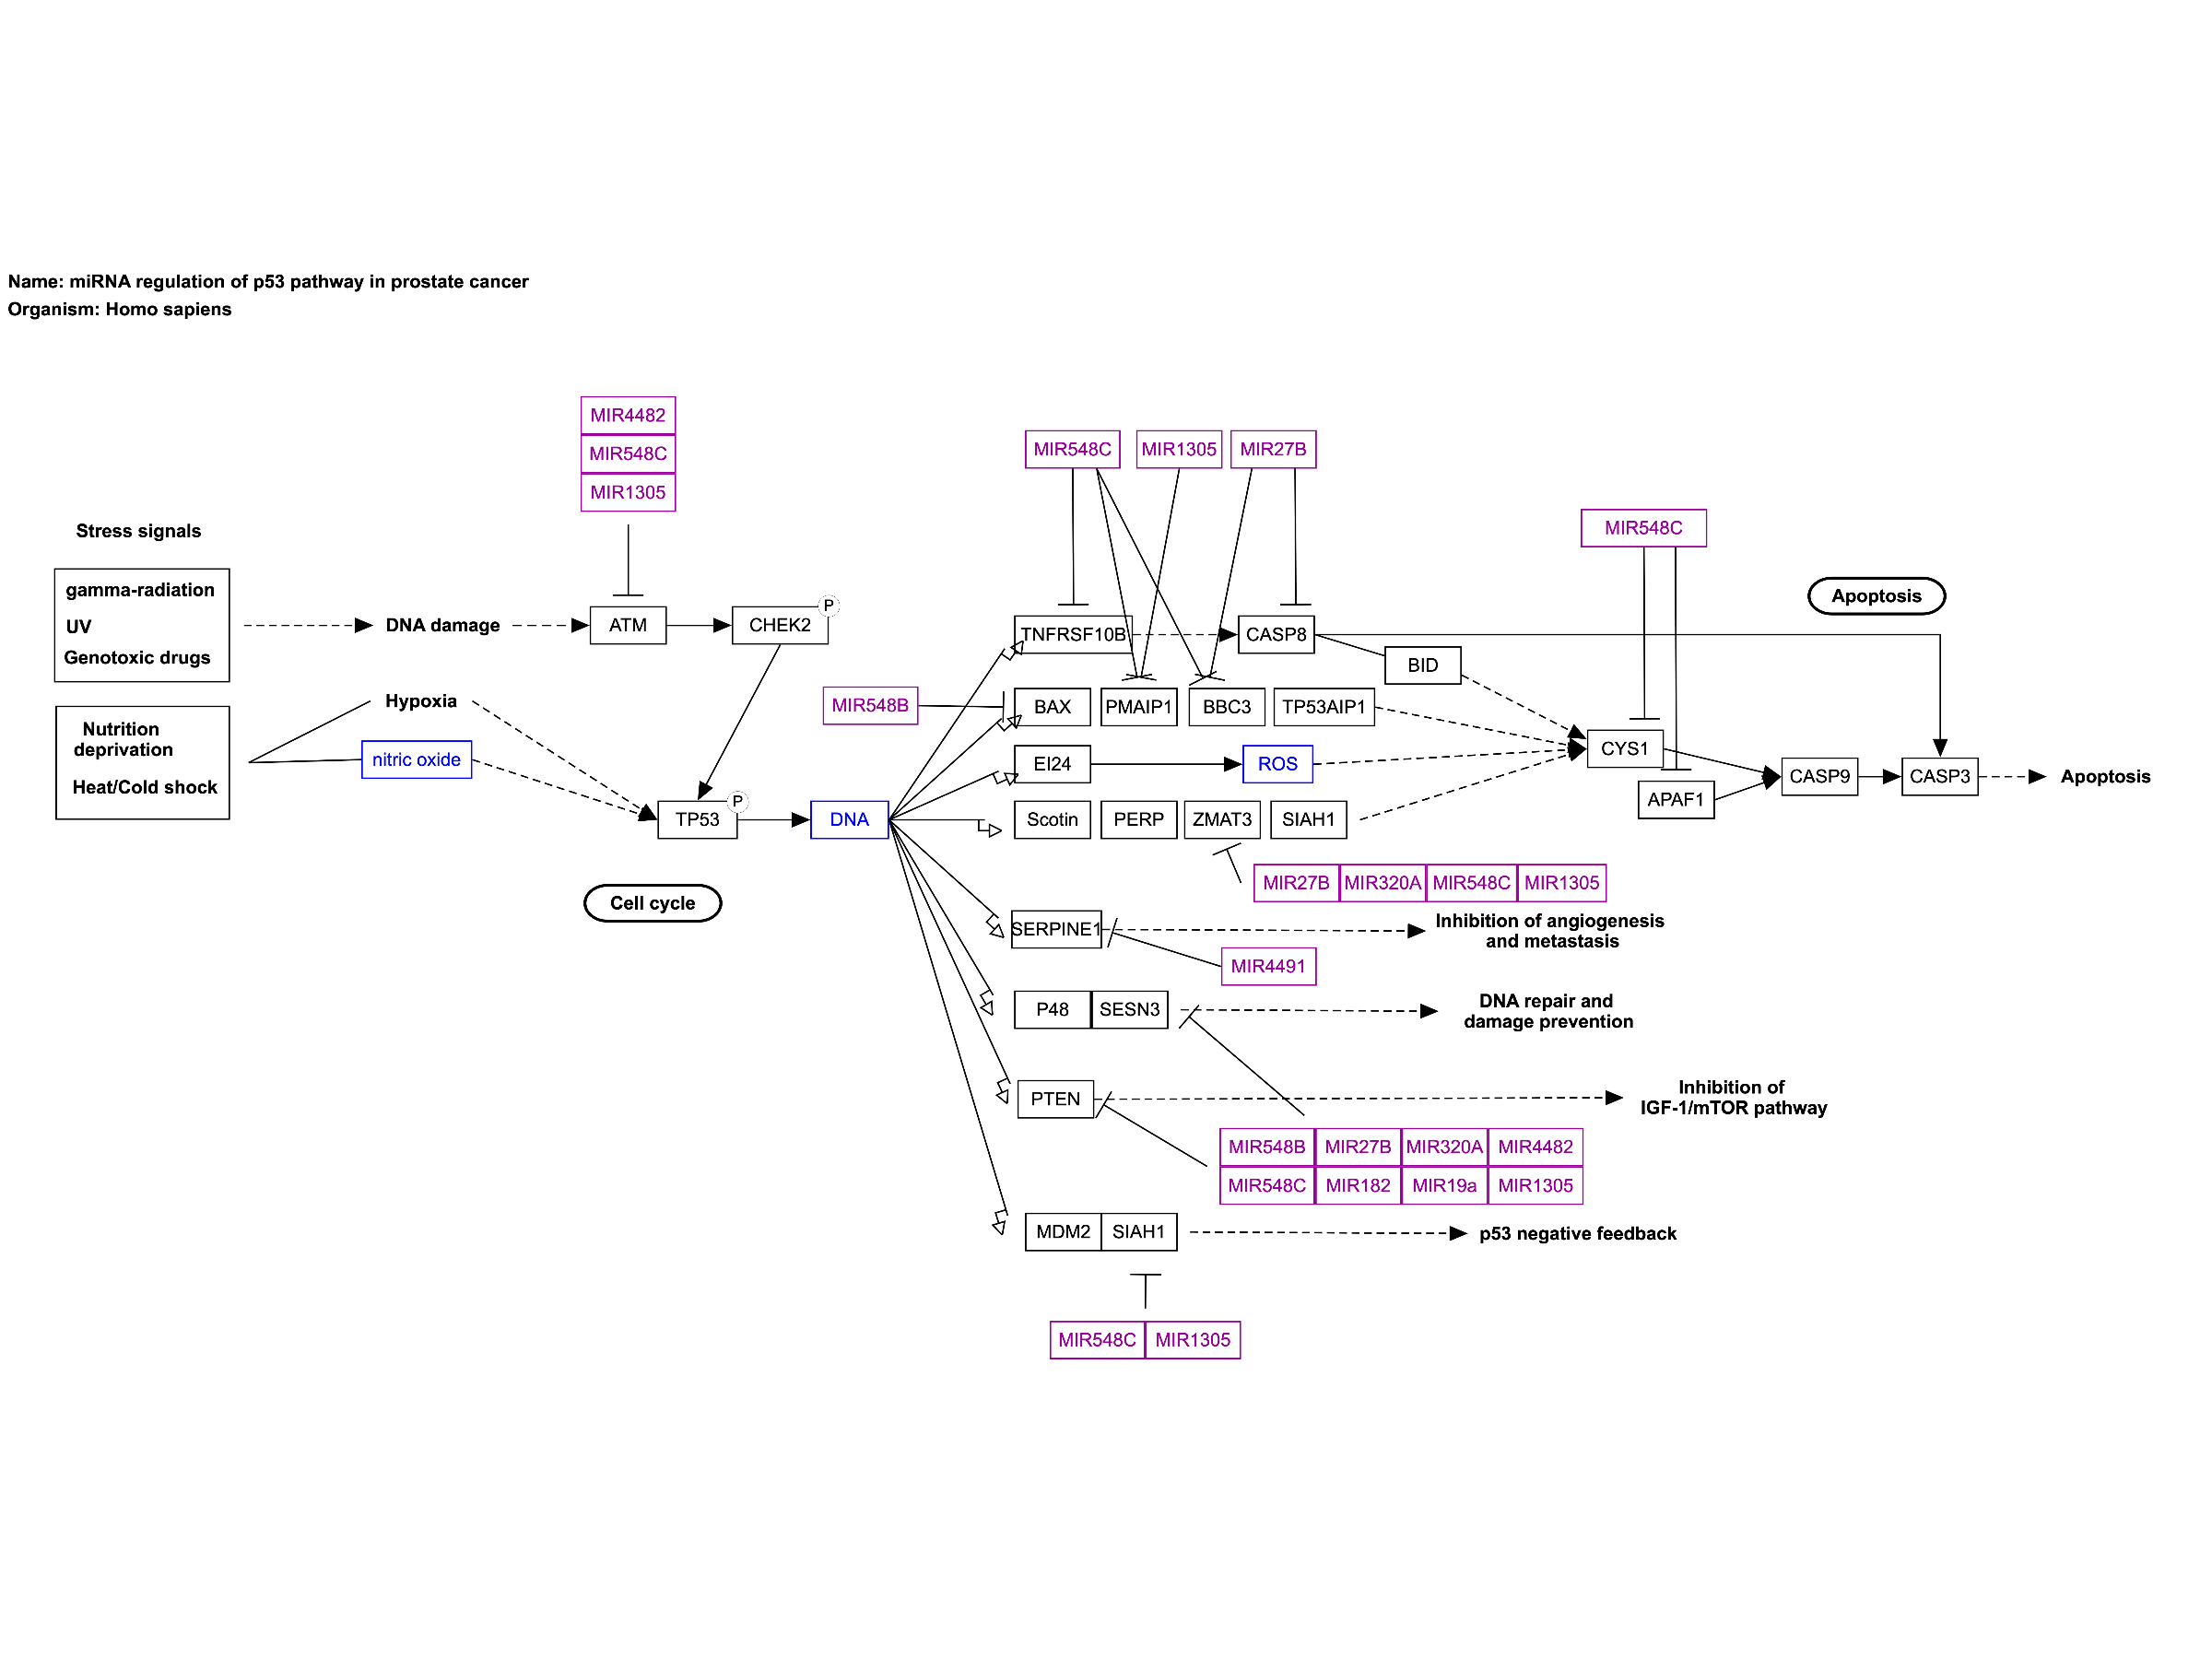 Name: miRNA regulation of p53 pathway in prostate cancer
Organism: Homo sapiens
MIR4482
MIR548C
MIR1305
MIR548C MIR1305 MIR27B
MIR548C
Stress signals
gamma-radiation
UV
Genotoxic drugs
DNA damage
ATM
CHEK2
P
TNFRSF10B
CASP8
BID
Apoptosis
Nutrition
deprivation
Heat/Cold shock
Hypoxia
nitric oxide
MIR548B
BAX
PMAIP1
BBC3
TP53AIP1
EI24
ROS
CYS1
APAF1
CASP9
CASP3
Apoptosis
TP53
P
DNA
Scotin
PERP
ZMAT3
SIAH1
MIR27B MIR320A MIR548C MIR1305
Cell cycle
SERPINE1
Inhibition of angiogenesis
and metastasis
MIR4491
P48 SESN3
DNA repair and
damage prevention
PTEN
Inhibition of
IGF-1/mTOR pathway
MIR548B MIR27B MIR320A MIR4482
MIR548C MIR182 MIR19a MIR1305
MDM2 SIAH1
p53 negative feedback
MIR548C MIR1305